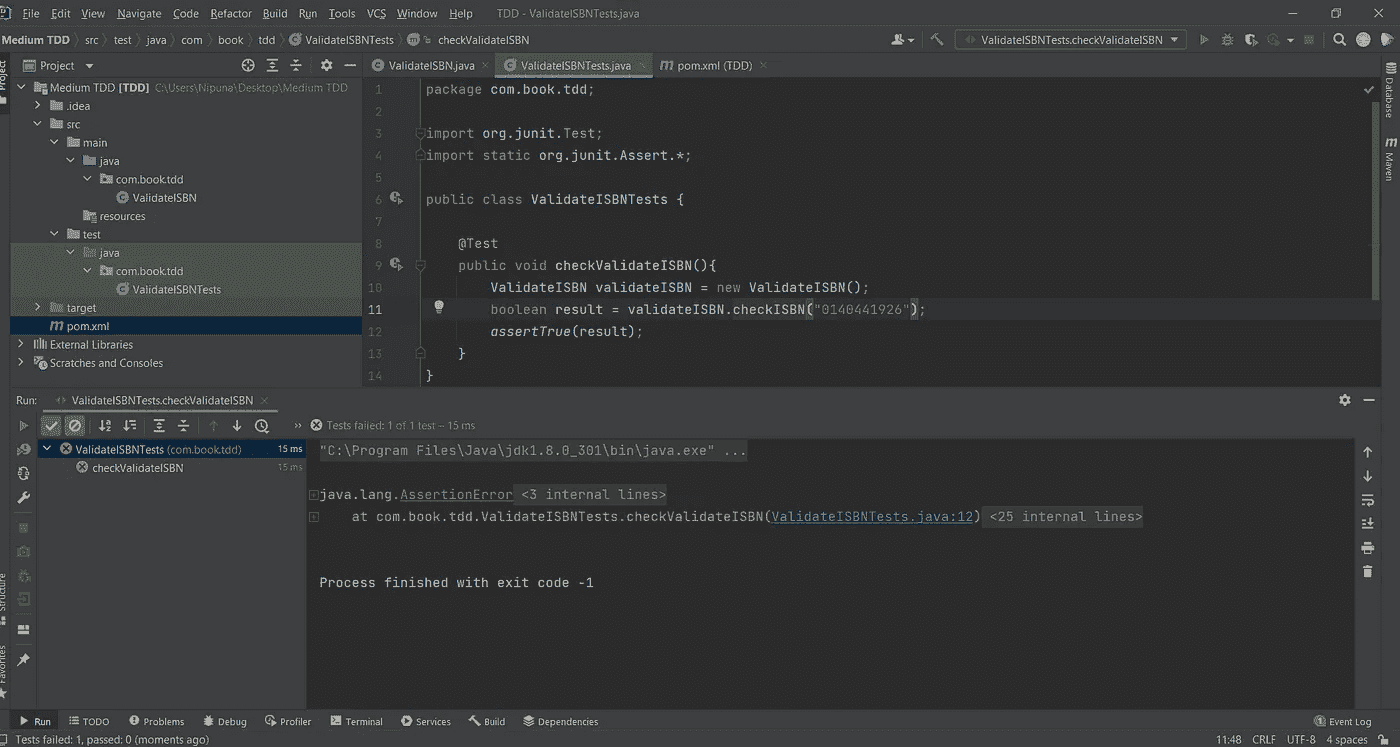 File Edit View Navigate Code Refactor Build Run Tools VCS Window Help TDD - ValidateISBNTests.java
Medium TDD src test java com book tdd ValidateISBNTests checkValidateISBN ValidateISBNTests.checkValidateISBN
Project
ValidateISBN.java ValidateISBNTests.java pom.xml (TDD)
Medium TDD [TDD] C:\Users\Nipuna\Desktop\Medium TDD
.idea
src
main
java
com.book.tdd
ValidateISBN
resources
test
java
com.book.tdd
ValidateISBNTests
target
pom.xml
External Libraries
Scratches and Consoles
1 package com.book.tdd;
2
3 import org.junit.Test;
4 import static org.junit.Assert.*;
5
6 public class ValidateISBNTests {
7
8 @Test
9 public void checkValidateISBN(){
10 ValidateISBN validateISBN = new ValidateISBN();
11 boolean result = validateISBN.checkISBN("0140441926");
12 assertTrue(result);
13 }
14 }
Project
Database
Maven
Run: ValidateISBNTests.checkValidateISBN
Tests failed: 1 of 1 test – 15 ms
ValidateISBNTests (com.book.tdd) 15 ms
checkValidateISBN 15 ms
"C:\Program Files\Java\jdk1.8.0_301\bin\java.exe" ...
java.lang.AssertionError <3 internal lines>
at com.book.tdd.ValidateISBNTests.checkValidateISBN(ValidateISBNTests.java:12) <25 internal lines>
Process finished with exit code -1
Structure
Favorites
Run TODO Problems Debug Profiler Terminal Services Build Dependencies Event Log
Tests failed: 1, passed: 0 (moments ago) 11:48 CRLF UTF-8 4 spaces